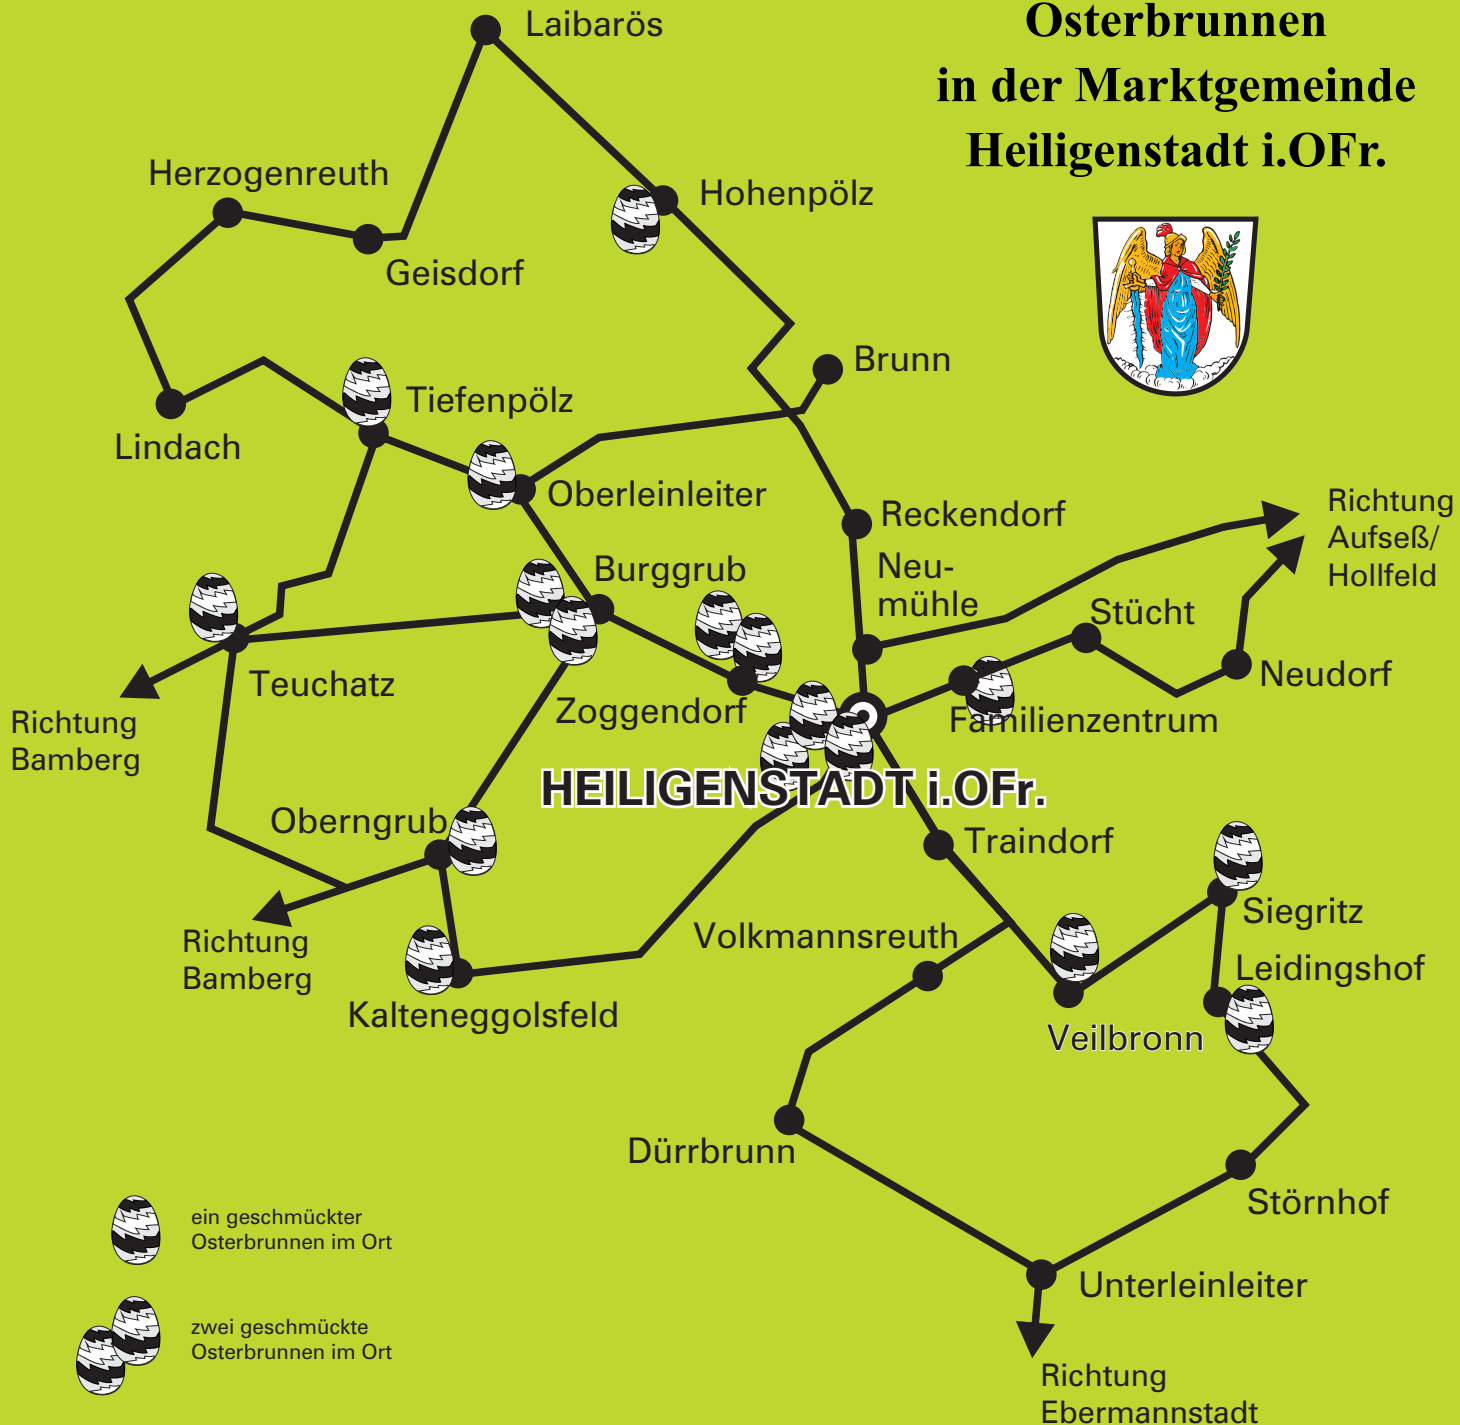 Osterbrunnen
in der Marktgemeinde
Heiligenstadt i.OFr.
Laibarös
Herzogenreuth
Hohenpölz
Geisdorf
Brunn
Tiefenpölz
Lindach
Oberleinleiter
Reckendorf
Richtung
Aufseß/
Hollfeld
Burggrub
Neu-
mühle
Stücht
Teuchatz
Zoggendorf
Neudorf
Familienzentrum
Richtung
Bamberg
HEILIGENSTADT i.OFr.
Oberngrub
Traindorf
Siegritz
Volkmannsreuth
Richtung
Bamberg
Leidingshof
Kalteneggolsfeld
Veilbronn
Dürrbrunn
Störnhof
ein geschmückter
Osterbrunnen im Ort
Unterleinleiter
zwei geschmückte
Osterbrunnen im Ort
Richtung
Ebermannstadt